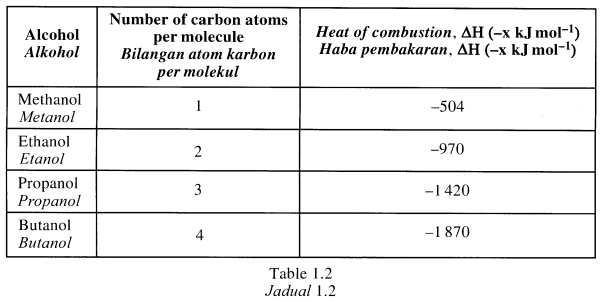 Alcohol
Alkohol
Number of carbon atoms
per molecule
Bilangan atom karbon
per molekul
Heat of combustion, ΔH (–x kJ mol⁻¹)
Haba pembakaran, ΔH (–x kJ mol⁻¹)
Methanol
Metanol
1
–504
Ethanol
Etanol
2
–970
Propanol
Propanol
3
–1 420
Butanol
Butanol
4
–1 870
Table 1.2
Jadual 1.2